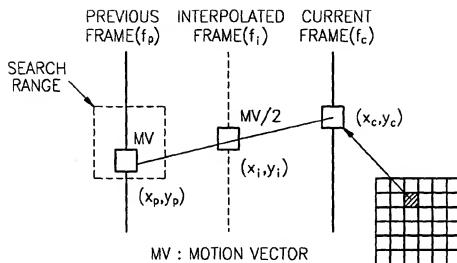 PREVIOUS FRAME(fp)
INTERPOLATED FRAME(fi)
CURRENT FRAME(fc)
SEARCH RANGE
MV
MV/2
(xc,yc)
(xi,yi)
(xp,yp)
MV : MOTION VECTOR